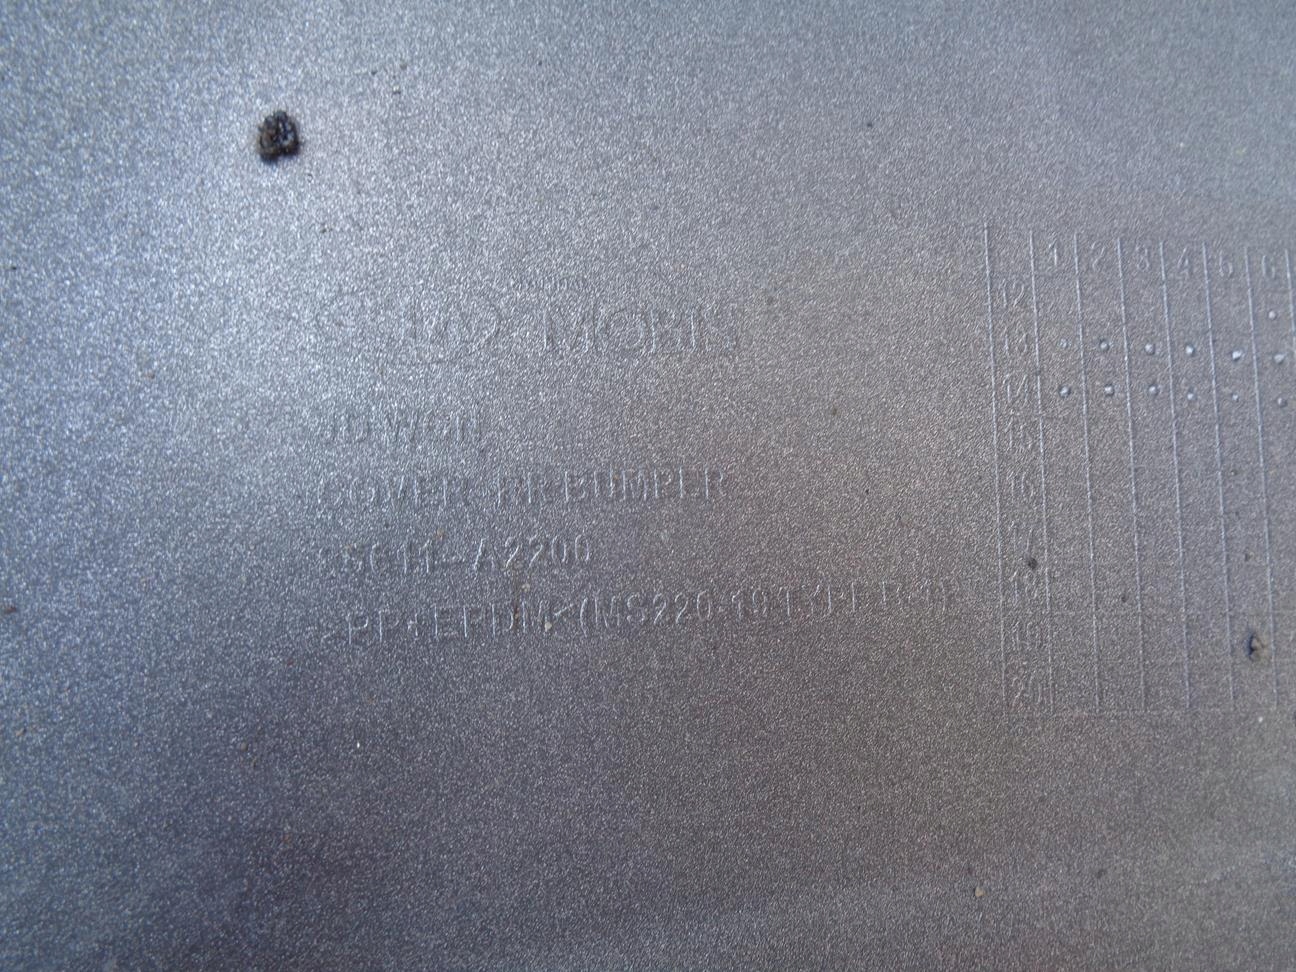 MOBIS
JD WGN
COVER-RR BUMPER
86611-A2200
>PP+EPDM<(MS220-19 TYPE B-1)
1 2 3 4 5 6
12
13
14
15
16
17
18
19
20